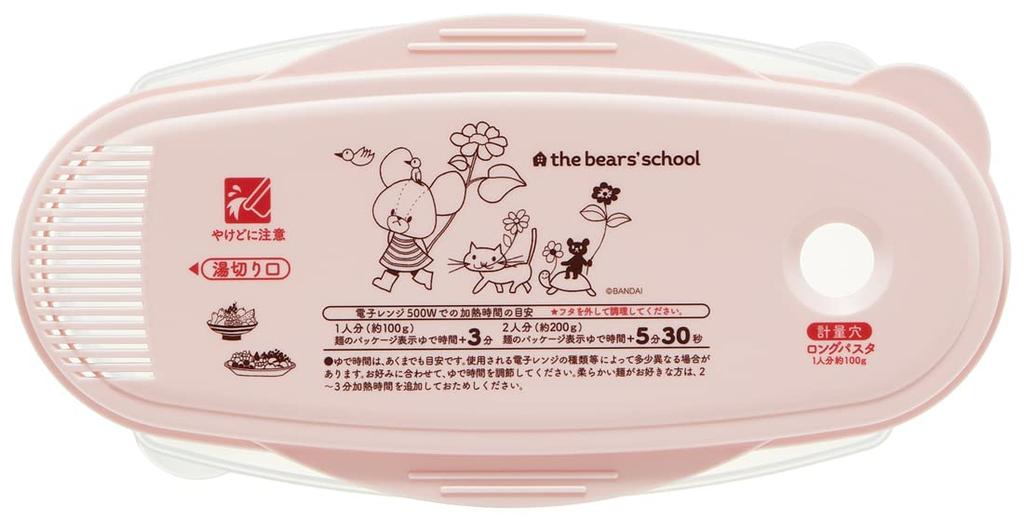 the bears' school
やけどに注意
湯切り口
©BANDAI
電子レンジ500Wでの加熱時間の目安 ★フタを外して調理してください。
1人分(約100g) 2人分(約200g)
麺のパッケージ表示ゆで時間+3分 麺のパッケージ表示ゆで時間+5分30秒
●ゆで時間は、あくまでも目安です。使用される電子レンジの種類等によって多少異なる場合が
あります。お好みに合わせて、ゆで時間を調節してください。柔らかい麺がお好きな方は、2
〜3分加熱時間を追加しておためしください。
計量穴
ロングパスタ
1人分約100g